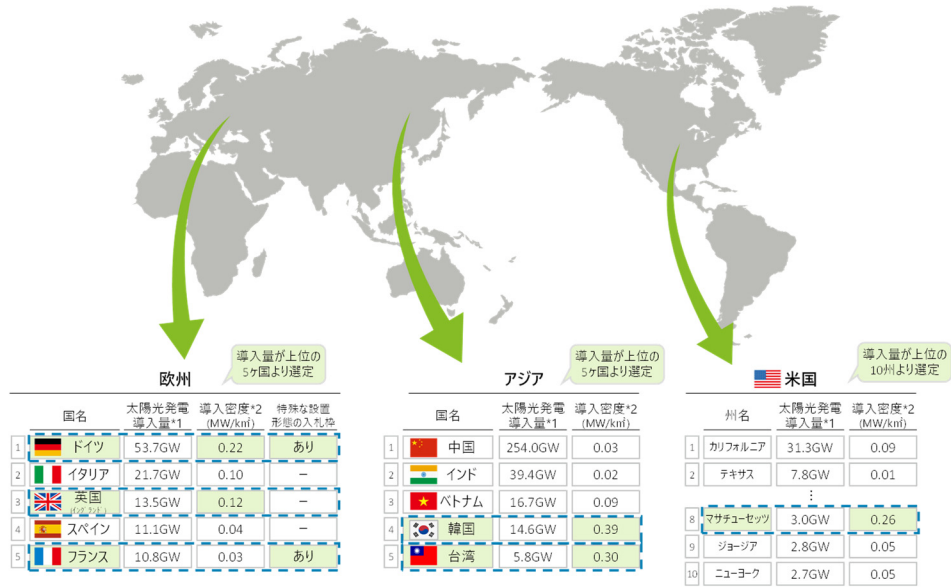 欧州
導入量が上位の
5ヶ国より選定
国名 太陽光発電導入量*1 導入密度*2(MW/k㎡) 特殊な設置形態の入札枠
1 ドイツ 53.7GW 0.22 あり
2 イタリア 21.7GW 0.10 −
3 英国 (イングランド) 13.5GW 0.12 −
4 スペイン 11.1GW 0.04 −
5 フランス 10.8GW 0.03 あり
アジア
導入量が上位の
5ヶ国より選定
国名 太陽光発電導入量*1 導入密度*2(MW/k㎡)
1 中国 254.0GW 0.03
2 インド 39.4GW 0.02
3 ベトナム 16.7GW 0.09
4 韓国 14.6GW 0.39
5 台湾 5.8GW 0.30
米国
導入量が上位の
10州より選定
州名 太陽光発電導入量*1 導入密度*2(MW/k㎡)
1 カリフォルニア 31.3GW 0.09
2 テキサス 7.8GW 0.01
⋮
8 マサチューセッツ 3.0GW 0.26
9 ジョージア 2.8GW 0.05
10 ニューヨーク 2.7GW 0.05